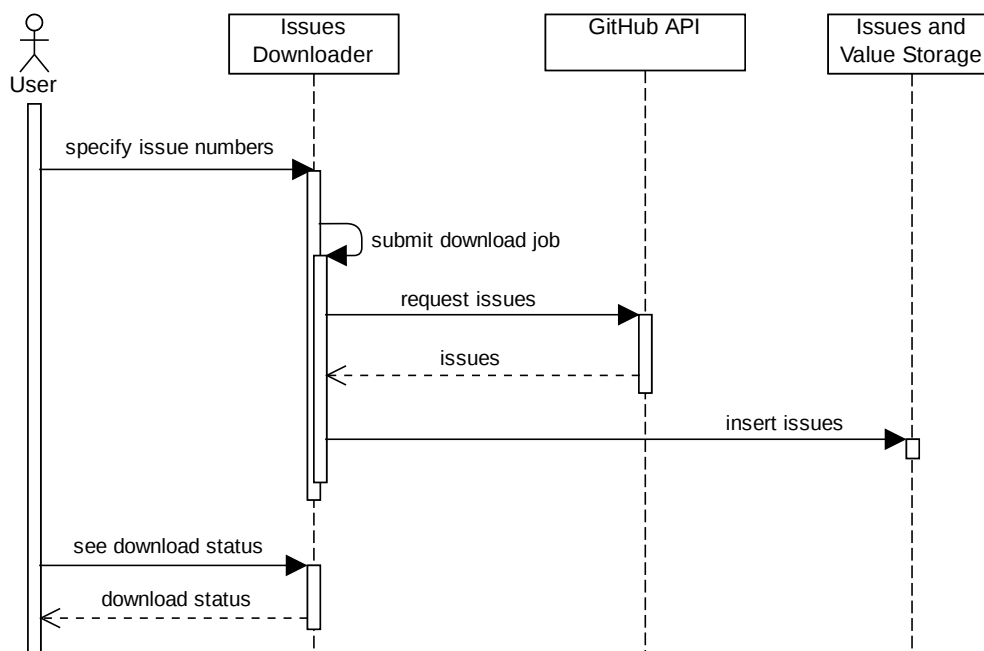 User
Issues
Downloader
GitHub API
Issues and
Value Storage
specify issue numbers
submit download job
request issues
issues
insert issues
see download status
download status